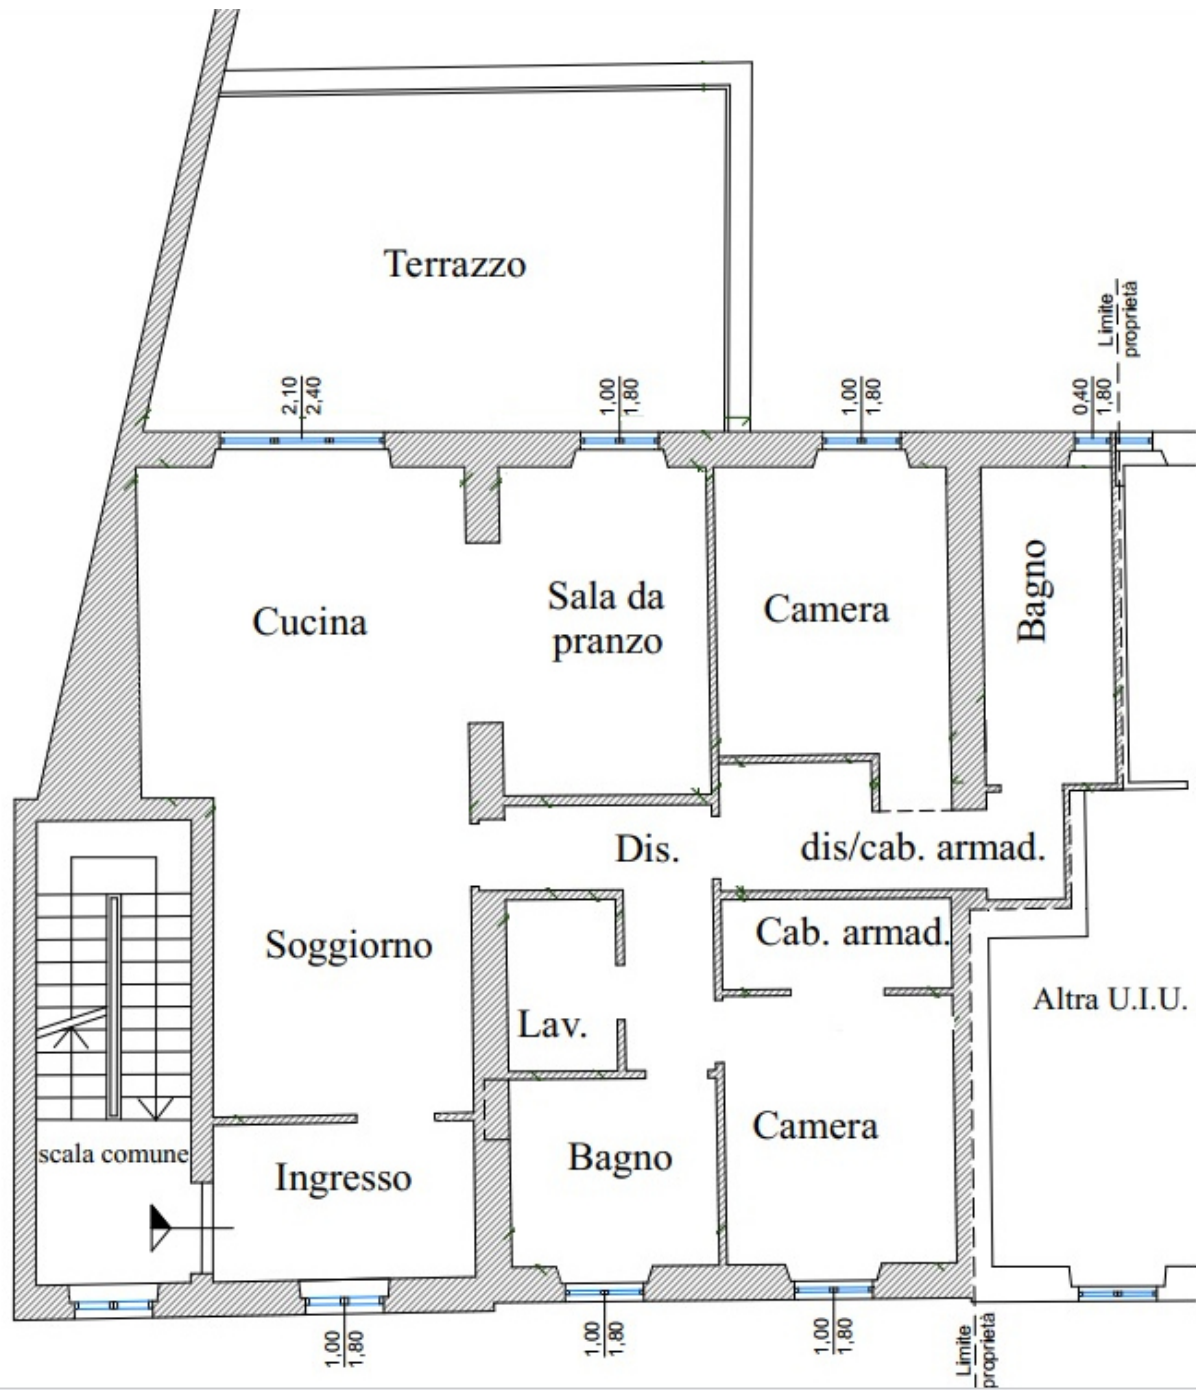 Terrazzo
Limite
proprietà
2,10
2,40
1,00
1,80
1,00
1,80
0,40
1,80
Cucina
Sala da
pranzo
Camera
Bagno
Dis.
dis/cab. armad.
Soggiorno
Cab. armad.
Lav.
Altra U.I.U.
scala comune
Ingresso
Bagno
Camera
1,00
1,80
1,00
1,80
1,00
1,80
Limite
proprietà